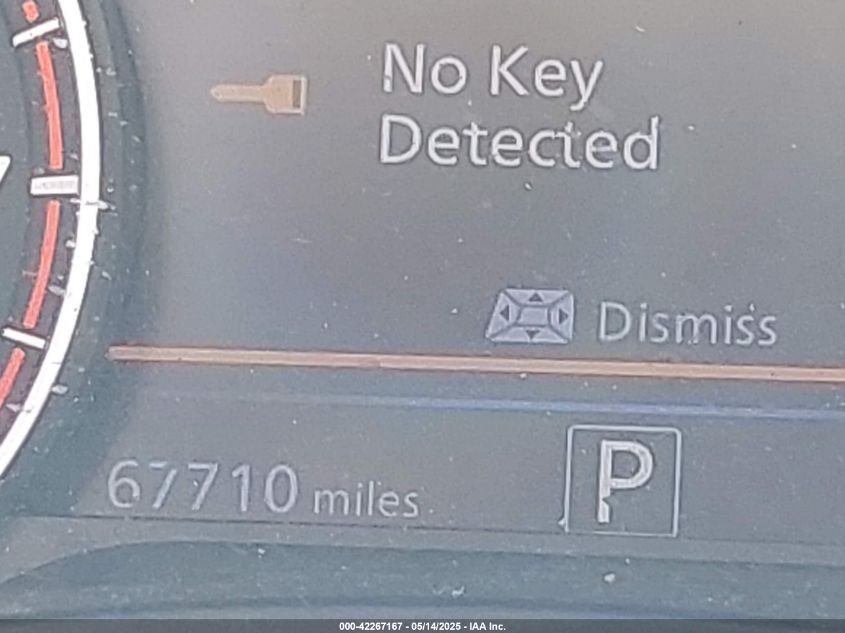 No Key
Detected
Dismiss
67710 miles
P
000-42267167 - 05/14/2025 - IAA Inc.